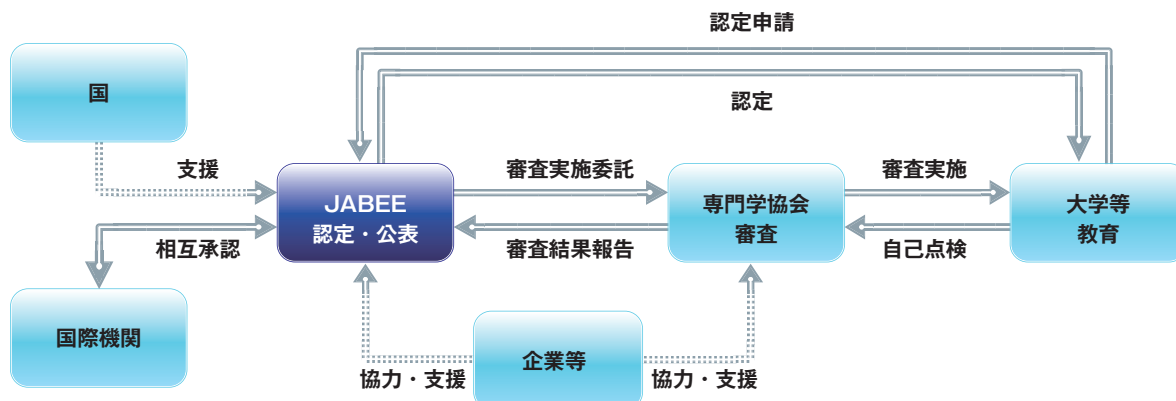 認定申請
国
認定
支援
審査実施委託
審査実施
JABEE
認定・公表
専門学協会
審査
大学等
教育
相互承認
審査結果報告
自己点検
国際機関
企業等
協力・支援
協力・支援